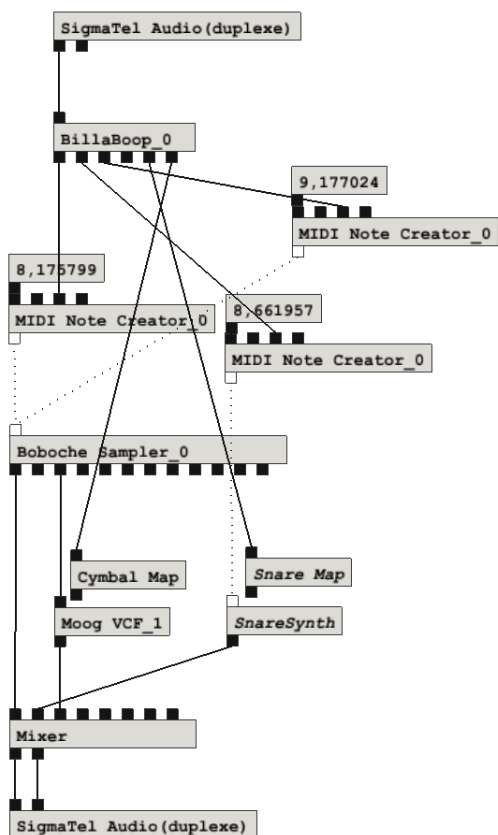 SigmaTel Audio(duplexe)
BillaBoop_0
9,177024
MIDI Note Creator_0
8,175799
MIDI Note Creator_0
8,661957
MIDI Note Creator_0
Boboche Sampler_0
Cymbal Map
Snare Map
Moog VCF_1
SnareSynth
Mixer
SigmaTel Audio(duplexe)